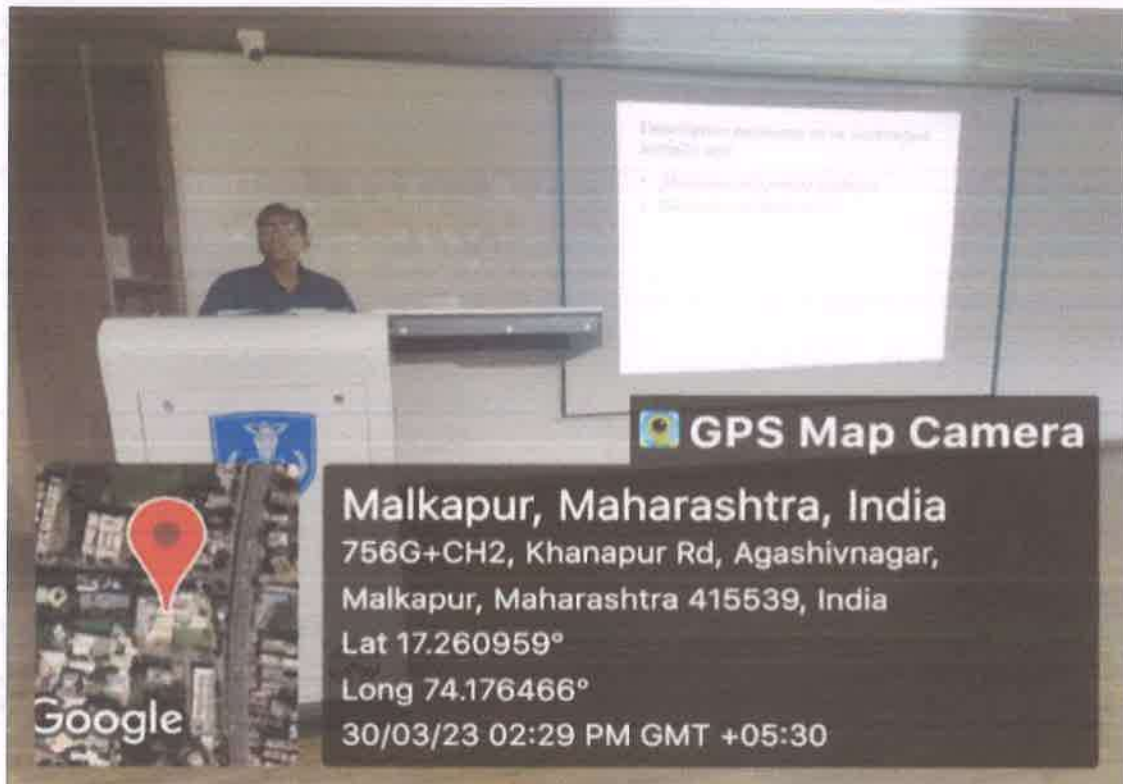 GPS Map Camera
Malkapur, Maharashtra, India
756G+CH2, Khanapur Rd, Agashivnagar,
Malkapur, Maharashtra 415539, India
Lat 17.260959°
Long 74.176466°
30/03/23 02:29 PM GMT +05:30
Google